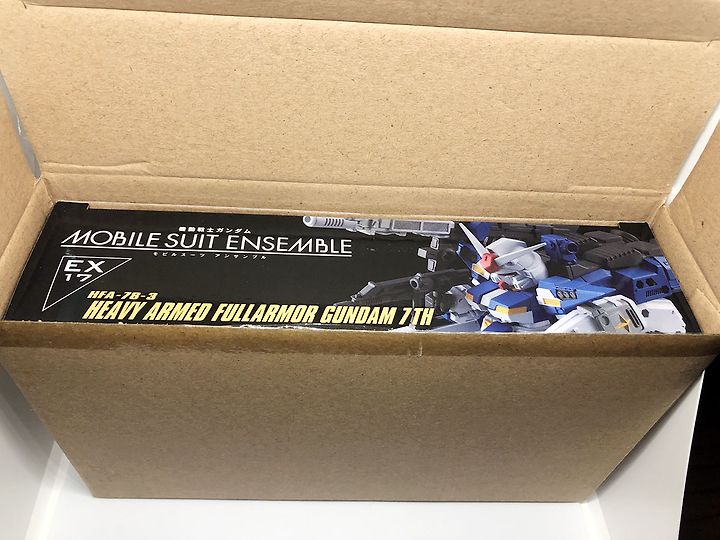 機動戦士ガンダム
MOBILE SUIT ENSEMBLE
モビルスーツ アンサンブル
EX
17
HFA-78-3
HEAVY ARMED FULLARMOR GUNDAM 7TH